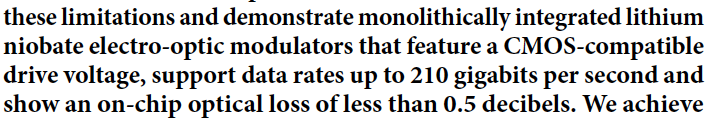 these limitations and demonstrate monolithically integrated lithium
niobate electro-optic modulators that feature a CMOS-compatible
drive voltage, support data rates up to 210 gigabits per second and
show an on-chip optical loss of less than 0.5 decibels. We achieve